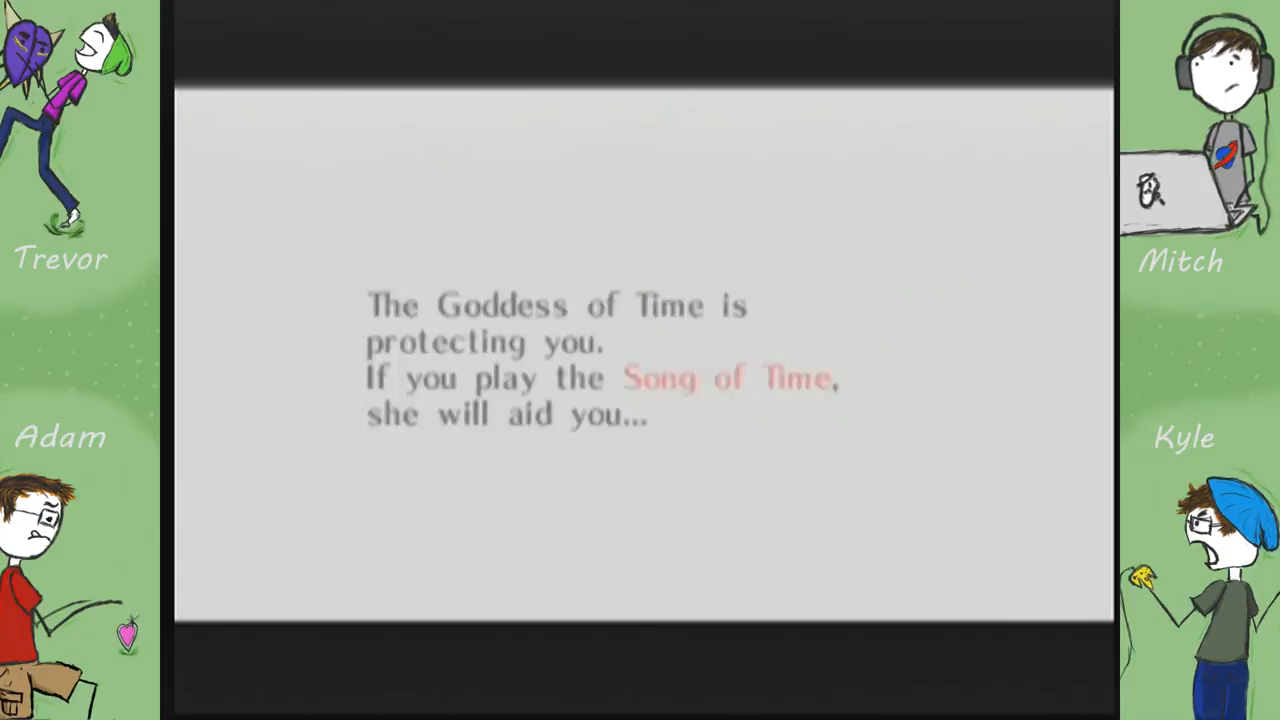 Trevor
Mitch
The Goddess of Time is
protecting you.
If you play the Song of Time,
she will aid you...
Adam
Kyle